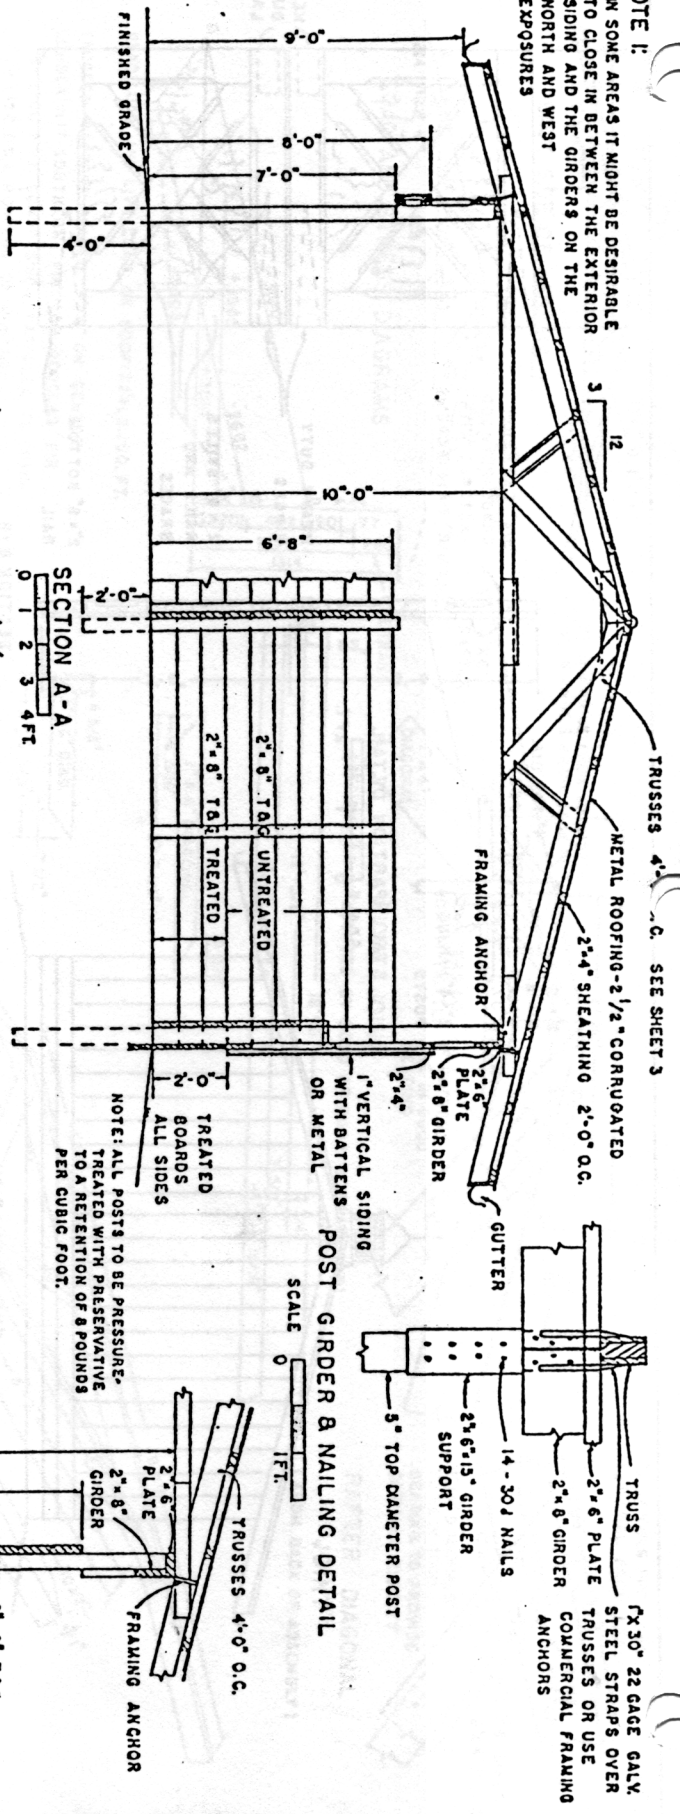 OTE 1:
N SOME AREAS IT MIGHT BE DESIRABLE
TO CLOSE IN BETWEEN THE EXTERIOR
SIDING AND THE GIRDERS ON THE
NORTH AND WEST
EXPOSURES
3
12
TRUSSES 4'- C. SEE SHEET 3
METAL ROOFING-2 1/2" CORRUGATED
2"x4" SHEATHING 2'-0" O.C.
9'-0"
8'-0"
7'-0"
FINISHED GRADE
4'-0"
10'-0"
6'-8"
2'-0"
2"x8" T&G UNTREATED
2"x8" T&G TREATED
FRAMING ANCHOR
2"x6"
PLATE
2"x8" GIRDER
2"x4"
1" VERTICAL SIDING
WITH BATTENS
OR METAL
GUTTER
2'-0"
TREATED
BOARDS
ALL SIDES
NOTE: ALL POSTS TO BE PRESSURE-
TREATED WITH PRESERVATIVE
TO A RETENTION OF 8 POUNDS
PER CUBIC FOOT.
SECTION A-A
0 1 2 3 4 FT.
1"X30" 22 GAGE GALV.
STEEL STRAPS OVER
TRUSSES OR USE
COMMERCIAL FRAMING
ANCHORS
TRUSS
2"x6" PLATE
2"x8" GIRDER
14-30d NAILS
2"x6"x15" GIRDER
SUPPORT
5" TOP DIAMETER POST
POST GIRDER & NAILING DETAIL
SCALE
0 1FT.
TRUSSES 4'-0" O.C.
2"x6"
PLATE
2"x8"
GIRDER
FRAMING ANCHOR